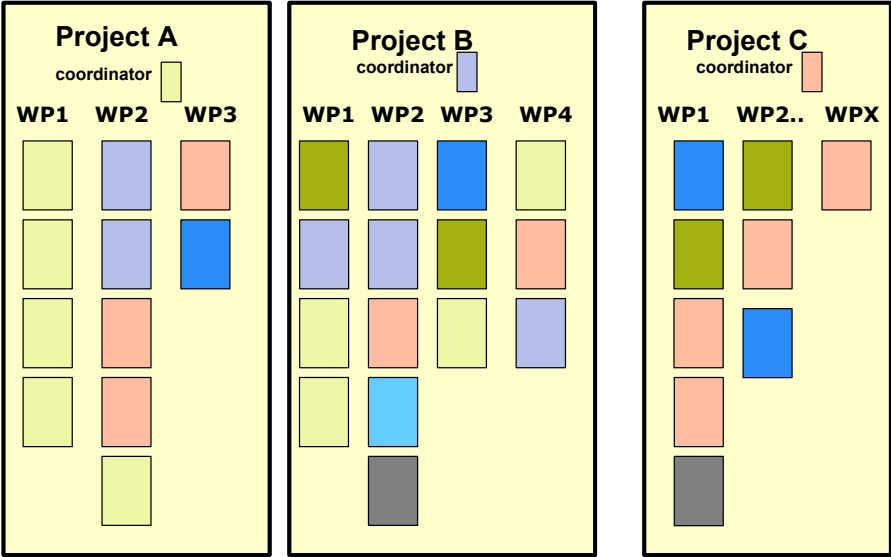 Project A
coordinator
WP1 WP2 WP3
Project B
coordinator
WP1 WP2 WP3 WP4
Project C
coordinator
WP1 WP2.. WPX